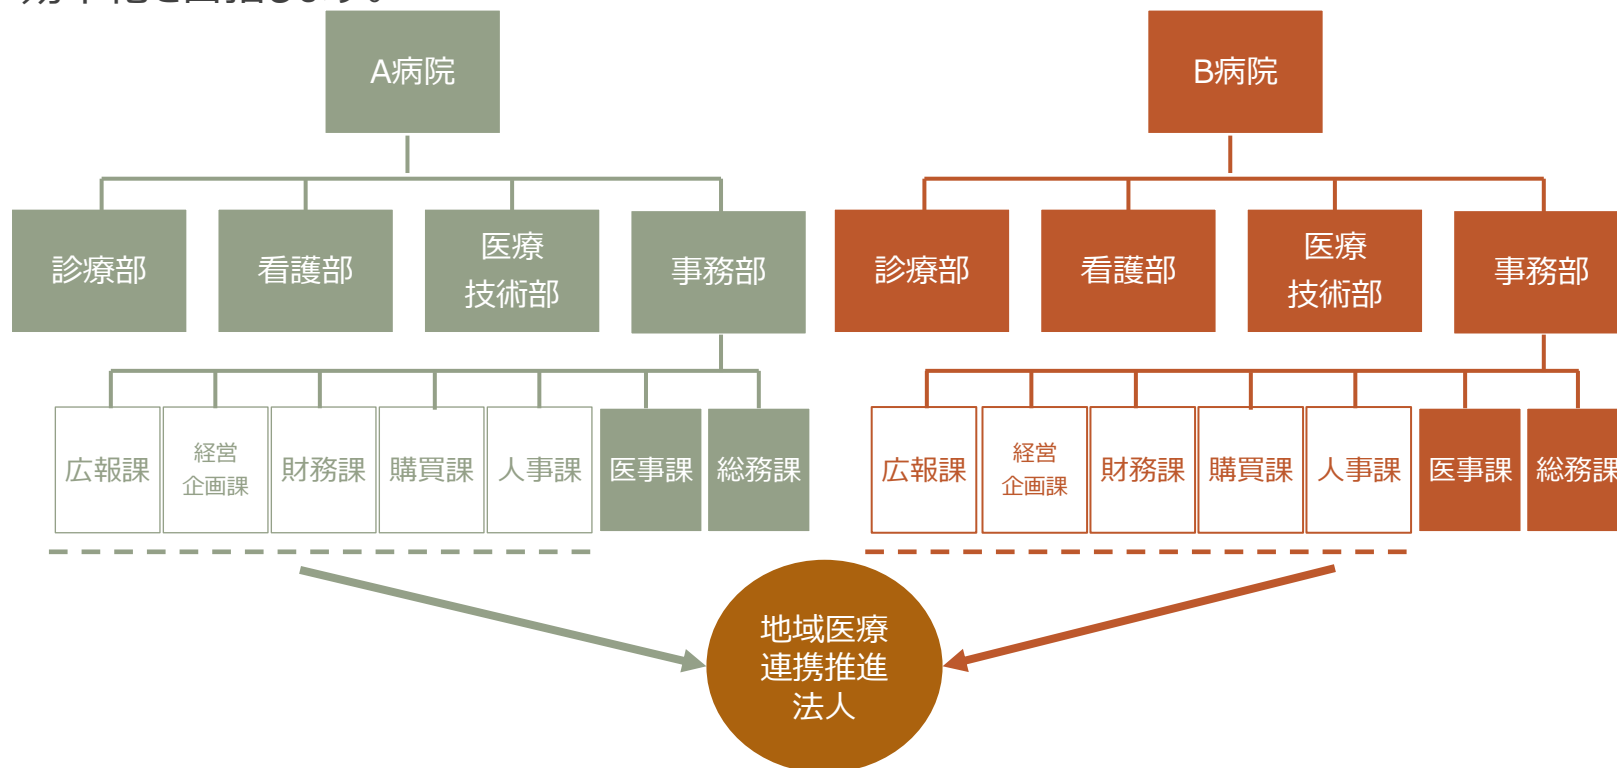 A病院
B病院
診療部
看護部
医療
技術部
事務部
診療部
看護部
医療
技術部
事務部
広報課
経営
企画課
財務課
購買課
人事課
医事課
総務課
広報課
経営
企画課
財務課
購買課
人事課
医事課
総務課
地域医療
連携推進
法人